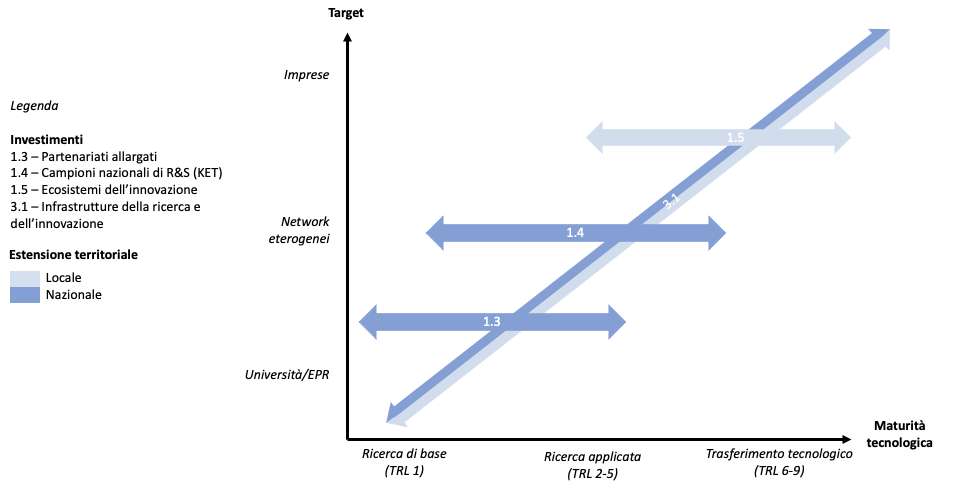 Target
Imprese
Legenda
Investimenti
1.3 – Partenariati allargati
1.4 – Campioni nazionali di R&S (KET)
1.5 – Ecosistemi dell’innovazione
3.1 – Infrastrutture della ricerca e
dell’innovazione
Estensione territoriale
Locale
Nazionale
Network
eterogenei
Università/EPR
1.5
3.1
1.4
1.3
Maturità
tecnologica
Ricerca di base
(TRL 1)
Ricerca applicata
(TRL 2-5)
Trasferimento tecnologico
(TRL 6-9)